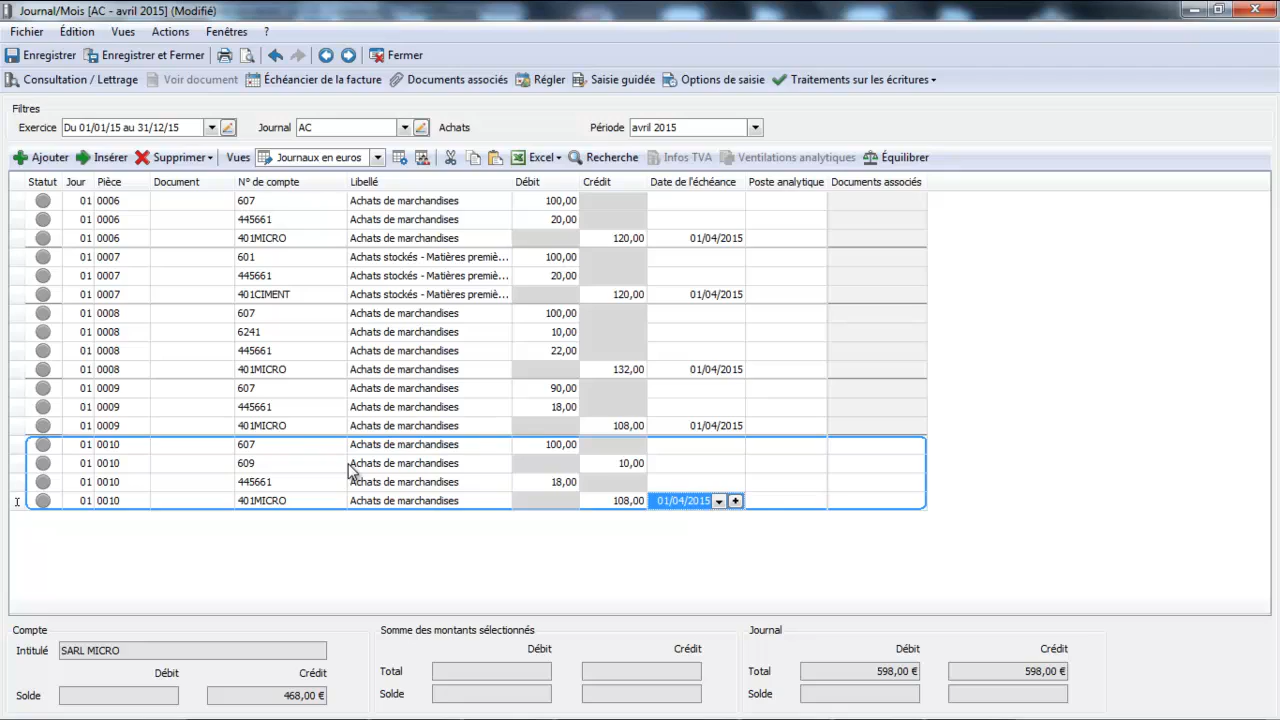 Journal/Mois [AC - avril 2015] (Modifié)
Fichier Édition Vues Actions Fenêtres ?
Enregistrer Enregistrer et Fermer Fermer
Consultation / Lettrage Voir document Échéancier de la facture Documents associés Régler Saisie guidée Options de saisie Traitements sur les écritures
Filtres
Exercice Du 01/01/15 au 31/12/15 Journal AC Achats Période avril 2015
Ajouter Insérer Supprimer Vues Journaux en euros Excel Recherche Infos TVA Ventilations analytiques Équilibrer
Statut Jour Pièce Document N° de compte Libellé Débit Crédit Date de l'échéance Poste analytique Documents associés
01 0006 607 Achats de marchandises 100,00
01 0006 445661 Achats de marchandises 20,00
01 0006 401MICRO Achats de marchandises 120,00 01/04/2015
01 0007 601 Achats stockés - Matières premiè... 100,00
01 0007 445661 Achats stockés - Matières premiè... 20,00
01 0007 401CIMENT Achats stockés - Matières premiè... 120,00 01/04/2015
01 0008 607 Achats de marchandises 100,00
01 0008 6241 Achats de marchandises 10,00
01 0008 445661 Achats de marchandises 22,00
01 0008 401MICRO Achats de marchandises 132,00 01/04/2015
01 0009 607 Achats de marchandises 90,00
01 0009 445661 Achats de marchandises 18,00
01 0009 401MICRO Achats de marchandises 108,00 01/04/2015
01 0010 607 Achats de marchandises 100,00
01 0010 609 Achats de marchandises 10,00
01 0010 445661 Achats de marchandises 18,00
01 0010 401MICRO Achats de marchandises 108,00 01/04/2015
Compte Somme des montants sélectionnés Journal
Intitulé SARL MICRO Débit Crédit Débit Crédit
Débit Crédit Total Total 598,00 € 598,00 €
Solde 468,00 € Solde Solde